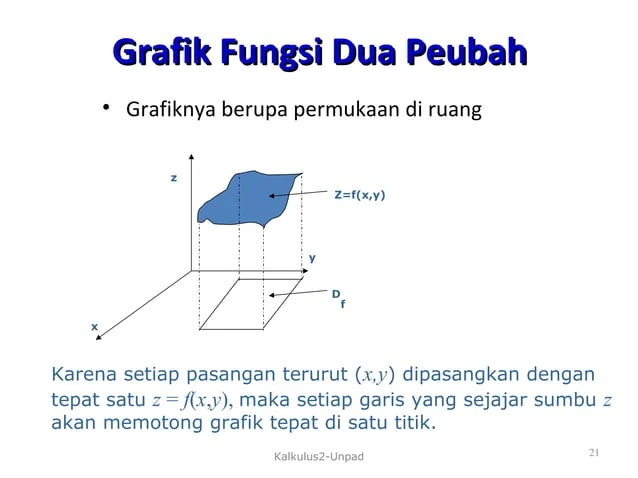 Grafik Fungsi Dua Peubah
• Grafiknya berupa permukaan di ruang
z
Z=f(x,y)
y
D
f
x
Karena setiap pasangan terurut (x,y) dipasangkan dengan
tepat satu z = f(x,y), maka setiap garis yang sejajar sumbu z
akan memotong grafik tepat di satu titik.
Kalkulus2-Unpad
21